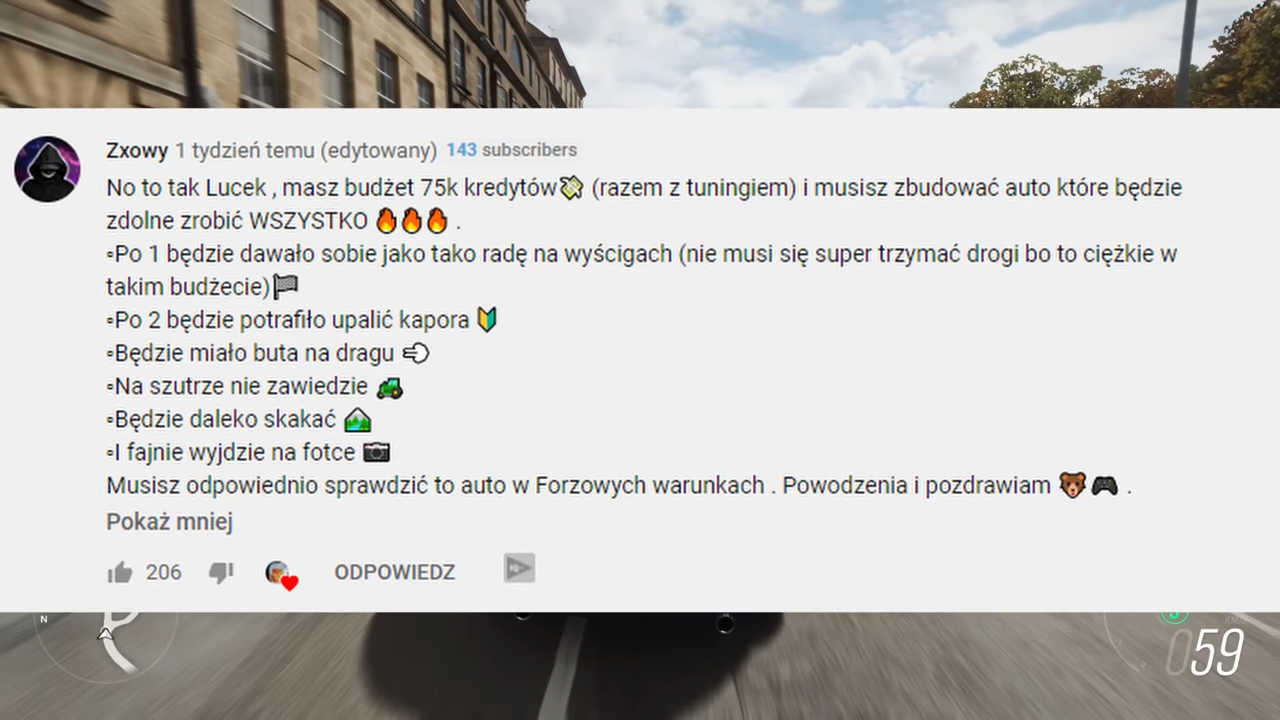 Zxowy 1 tydzień temu (edytowany) 143 subscribers
No to tak Lucek , masz budżet 75k kredytów💸 (razem z tuningiem) i musisz zbudować auto które będzie
zdolne zrobić WSZYSTKO 🔥🔥🔥 .
▫Po 1 będzie dawało sobie jako tako radę na wyścigach (nie musi się super trzymać drogi bo to ciężkie w
takim budżecie)🏁
▫Po 2 będzie potrafiło upalić kapora 🔰
▫Będzie miało buta na dragu 💨
▫Na szutrze nie zawiedzie 🚜
▫Będzie daleko skakać 🏞
▫I fajnie wyjdzie na fotce 📷
Musisz odpowiednio sprawdzić to auto w Forzowych warunkach . Powodzenia i pozdrawiam 🐻🎮 .
Pokaż mniej
206 ODPOWIEDZ
N
059